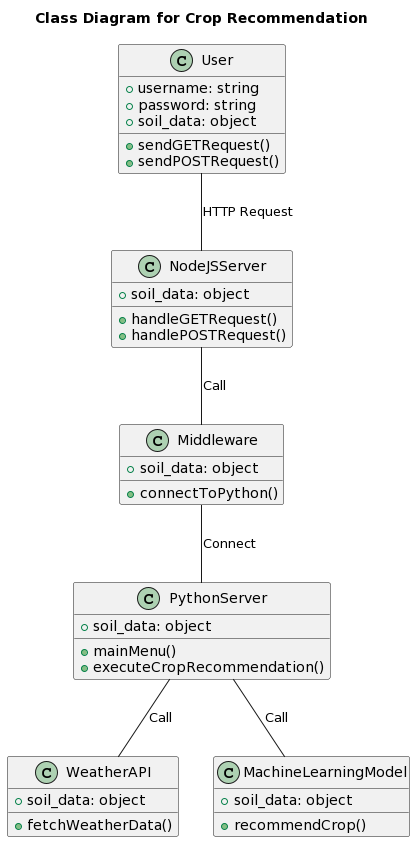 Class Diagram for Crop Recommendation
C User
username: string
password: string
soil_data: object
sendGETRequest()
sendPOSTRequest()
HTTP Request
C NodeJSServer
soil_data: object
handleGETRequest()
handlePOSTRequest()
Call
C Middleware
soil_data: object
connectToPython()
Connect
C PythonServer
soil_data: object
mainMenu()
executeCropRecommendation()
Call
Call
C WeatherAPI
soil_data: object
fetchWeatherData()
C MachineLearningModel
soil_data: object
recommendCrop()